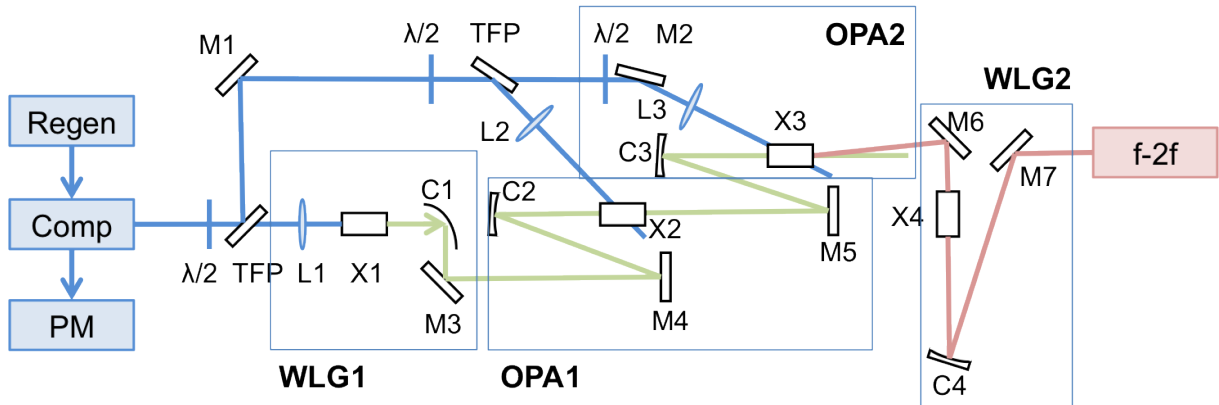 OPA2
λ/2
TFP
λ/2
M2
M1
WLG2
Regen
L3
X3
M6
L2
C3
f-2f
M7
C1
C2
Comp
X4
X2
M5
λ/2
TFP
L1
X1
M3
M4
PM
C4
WLG1
OPA1